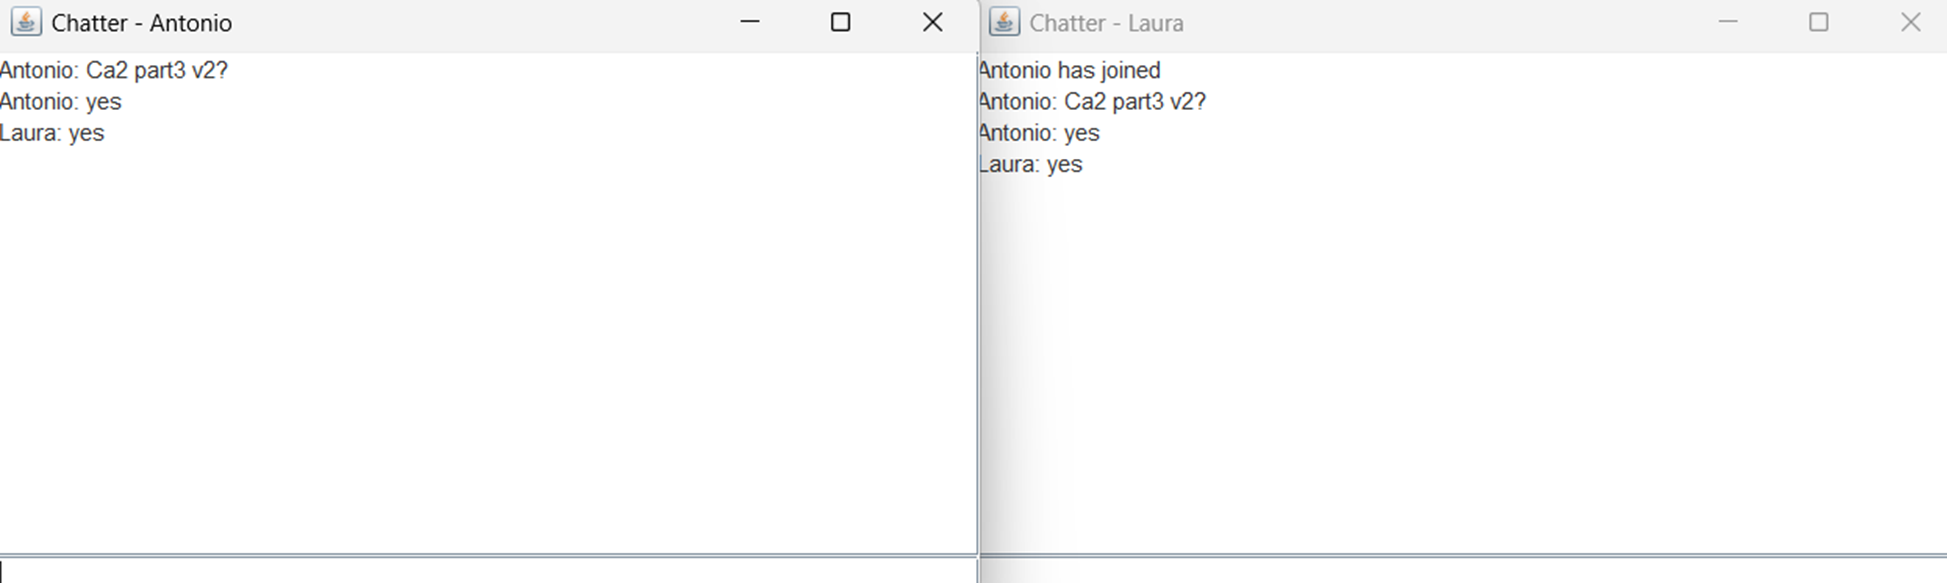 Chatter - Antonio
Antonio: Ca2 part3 v2?
Antonio: yes
Laura: yes
Chatter - Laura
Antonio has joined
Antonio: Ca2 part3 v2?
Antonio: yes
Laura: yes